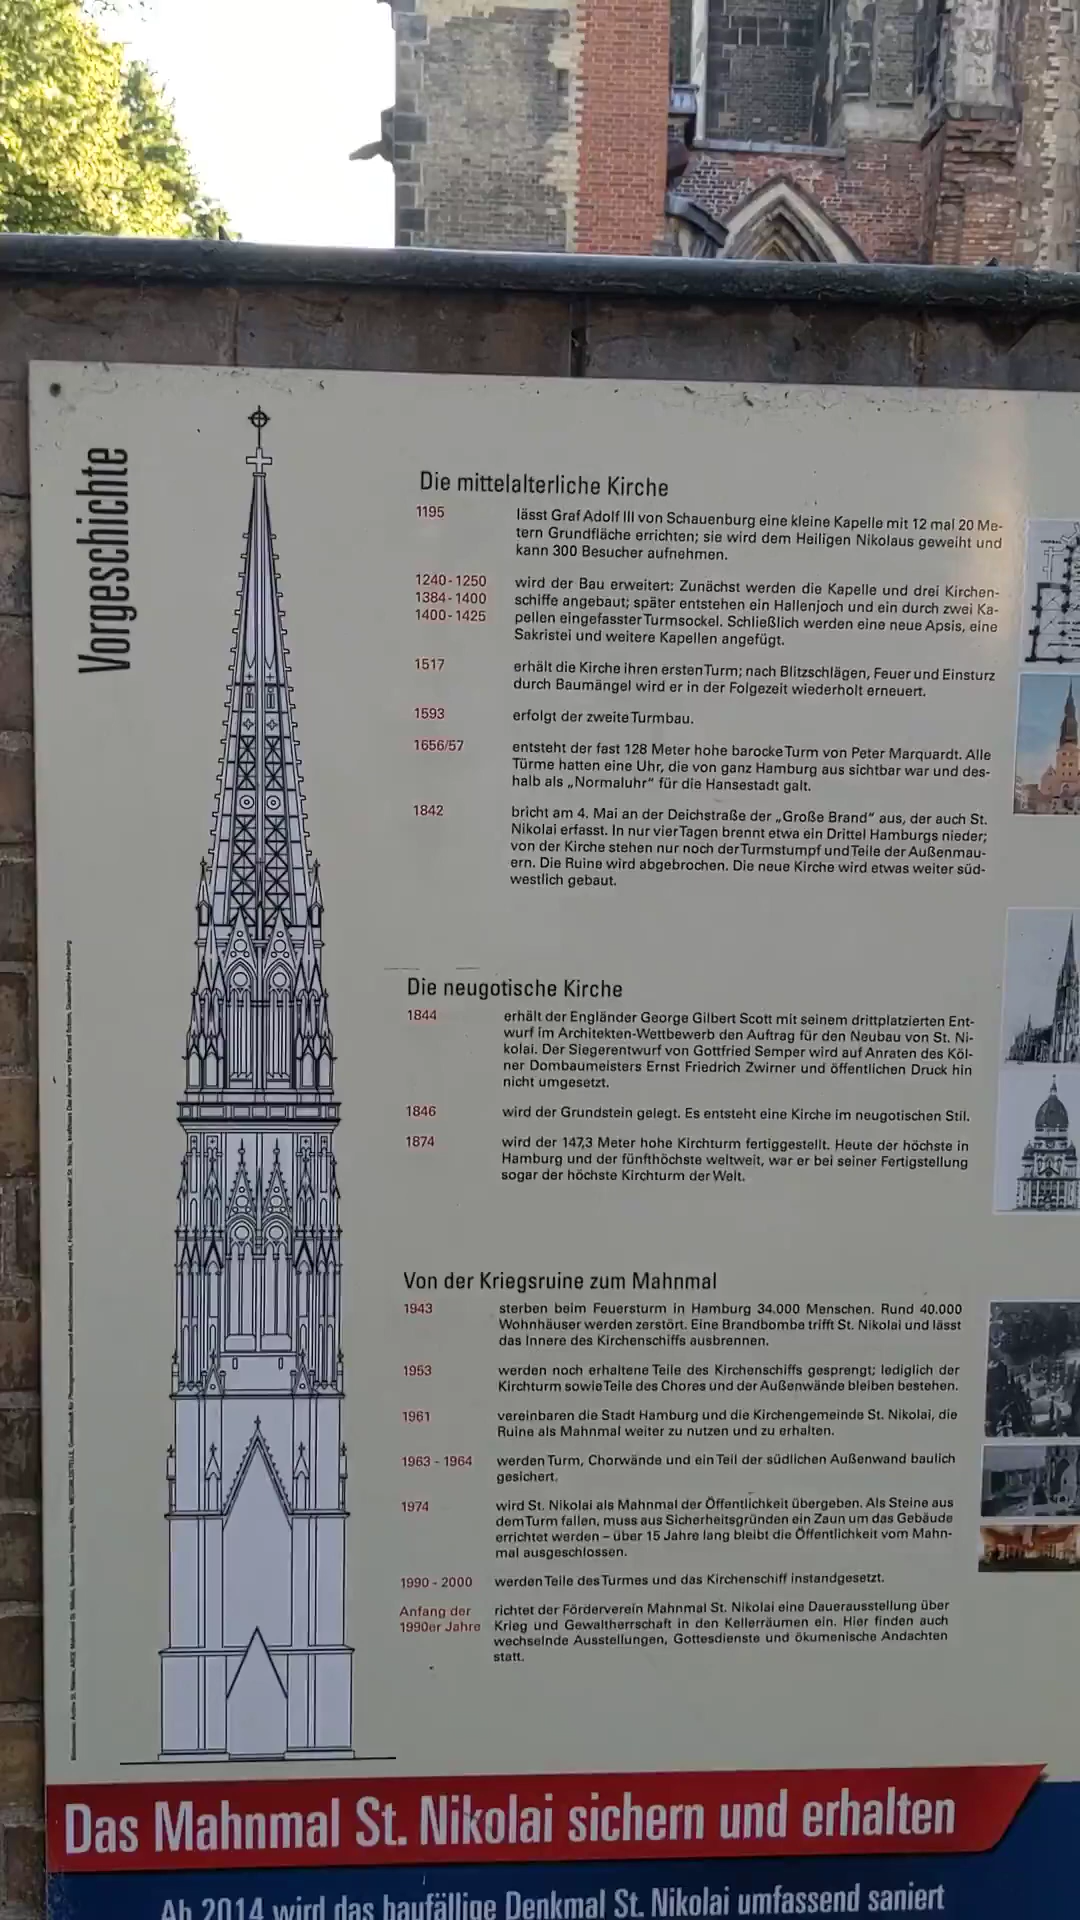 Vorgeschichte
Die mittelalterliche Kirche
1195
lässt Graf Adolf III von Schauenburg eine kleine Kapelle mit 12 mal 20 Me-
tern Grundfläche errichten; sie wird dem Heiligen Nikolaus geweiht und
kann 300 Besucher aufnehmen.
1240 - 1250
1384 - 1400
1400 - 1425
wird der Bau erweitert: Zunächst werden die Kapelle und drei Kirchen-
schiffe angebaut; später entstehen ein Hallenjoch und ein durch zwei Ka-
pellen eingefasster Turmsockel. Schließlich werden eine neue Apsis, eine
Sakristei und weitere Kapellen angefügt.
1517
erhält die Kirche ihren ersten Turm; nach Blitzschlägen, Feuer und Einsturz
durch Baumängel wird er in der Folgezeit wiederholt erneuert.
1593
erfolgt der zweite Turmbau.
1656/57
entsteht der fast 128 Meter hohe barocke Turm von Peter Marquardt. Alle
Türme hatten eine Uhr, die von ganz Hamburg aus sichtbar war und des-
halb als „Normaluhr“ für die Hansestadt galt.
1842
bricht am 4. Mai an der Deichstraße der „Große Brand“ aus, der auch St.
Nikolai erfasst. In nur vier Tagen brennt etwa ein Drittel Hamburgs nieder;
von der Kirche stehen nur noch der Turmstumpf und Teile der Außenmau-
ern. Die Ruine wird abgebrochen. Die neue Kirche wird etwas weiter süd-
westlich gebaut.
Die neugotische Kirche
1844
erhält der Engländer George Gilbert Scott mit seinem drittplatzierten Ent-
wurf im Architekten-Wettbewerb den Auftrag für den Neubau von St. Ni-
kolai. Der Siegerentwurf von Gottfried Semper wird auf Anraten des Köl-
ner Dombaumeisters Ernst Friedrich Zwirner und öffentlichen Druck hin
nicht umgesetzt.
1846
wird der Grundstein gelegt. Es entsteht eine Kirche im neugotischen Stil.
1874
wird der 147,3 Meter hohe Kirchturm fertiggestellt. Heute der höchste in
Hamburg und der fünfthöchste weltweit, war er bei seiner Fertigstellung
sogar der höchste Kirchturm der Welt.
Von der Kriegsruine zum Mahnmal
1943
sterben beim Feuersturm in Hamburg 34.000 Menschen. Rund 40.000
Wohnhäuser werden zerstört. Eine Brandbombe trifft St. Nikolai und lässt
das Innere des Kirchenschiffs ausbrennen.
1953
werden noch erhaltene Teile des Kirchenschiffs gesprengt; lediglich der
Kirchturm sowie Teile des Chores und der Außenwände bleiben bestehen.
1961
vereinbaren die Stadt Hamburg und die Kirchengemeinde St. Nikolai, die
Ruine als Mahnmal weiter zu nutzen und zu erhalten.
1963 - 1964
werden Turm, Chorwände und ein Teil der südlichen Außenwand baulich
gesichert.
1974
wird St. Nikolai als Mahnmal der Öffentlichkeit übergeben. Als Steine aus
dem Turm fallen, muss aus Sicherheitsgründen ein Zaun um das Gebäude
errichtet werden – über 15 Jahre lang bleibt die Öffentlichkeit vom Mahn-
mal ausgeschlossen.
1990 - 2000
werden Teile des Turmes und das Kirchenschiff instandgesetzt.
Anfang der
1990er Jahre
richtet der Förderverein Mahnmal St. Nikolai eine Dauerausstellung über
Krieg und Gewaltherrschaft in den Kellerräumen ein. Hier finden auch
wechselnde Ausstellungen, Gottesdienste und ökumenische Andachten
statt.
Das Mahnmal St. Nikolai sichern und erhalten
Ab 2014 wird das baufällige Denkmal St. Nikolai umfassend saniert